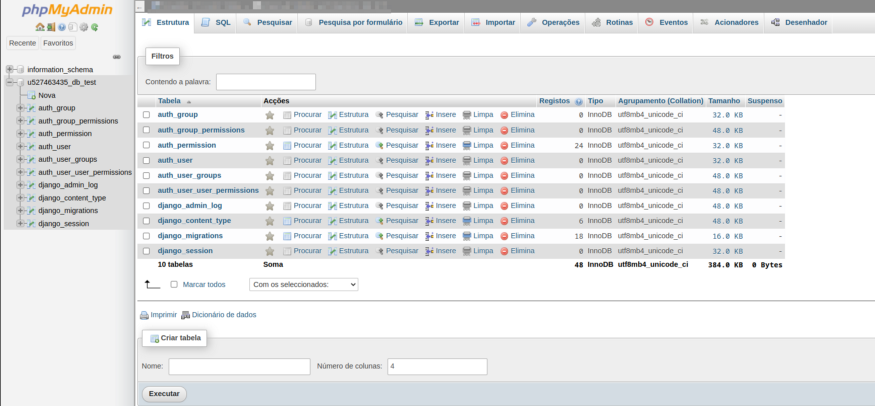 phpMyAdmin
Recente Favoritos
information_schema
u527463435_db_test
Nova
auth_group
auth_group_permissions
auth_permission
auth_user
auth_user_groups
auth_user_user_permissions
django_admin_log
django_content_type
django_migrations
django_session
Estrutura SQL Pesquisar Pesquisa por formulário Exportar Importar Operações Rotinas Eventos Acionadores Desenhador
Filtros
Contendo a palavra:
Tabela Acções Registos Tipo Agrupamento (Collation) Tamanho Suspenso
auth_group Procurar Estrutura Pesquisar Insere Limpa Elimina 0 InnoDB utf8mb4_unicode_ci 32.0 KB -
auth_group_permissions Procurar Estrutura Pesquisar Insere Limpa Elimina 0 InnoDB utf8mb4_unicode_ci 48.0 KB -
auth_permission Procurar Estrutura Pesquisar Insere Limpa Elimina 24 InnoDB utf8mb4_unicode_ci 32.0 KB -
auth_user Procurar Estrutura Pesquisar Insere Limpa Elimina 0 InnoDB utf8mb4_unicode_ci 32.0 KB -
auth_user_groups Procurar Estrutura Pesquisar Insere Limpa Elimina 0 InnoDB utf8mb4_unicode_ci 48.0 KB -
auth_user_user_permissions Procurar Estrutura Pesquisar Insere Limpa Elimina 0 InnoDB utf8mb4_unicode_ci 48.0 KB -
django_admin_log Procurar Estrutura Pesquisar Insere Limpa Elimina 0 InnoDB utf8mb4_unicode_ci 48.0 KB -
django_content_type Procurar Estrutura Pesquisar Insere Limpa Elimina 6 InnoDB utf8mb4_unicode_ci 48.0 KB -
django_migrations Procurar Estrutura Pesquisar Insere Limpa Elimina 18 InnoDB utf8mb4_unicode_ci 16.0 KB -
django_session Procurar Estrutura Pesquisar Insere Limpa Elimina 0 InnoDB utf8mb4_unicode_ci 32.0 KB -
10 tabelas Soma 48 InnoDB utf8mb4_unicode_ci 384.0 KB 0 Bytes
Marcar todos Com os seleccionados:
Imprimir Dicionário de dados
Criar tabela
Nome: Número de colunas: 4
Executar